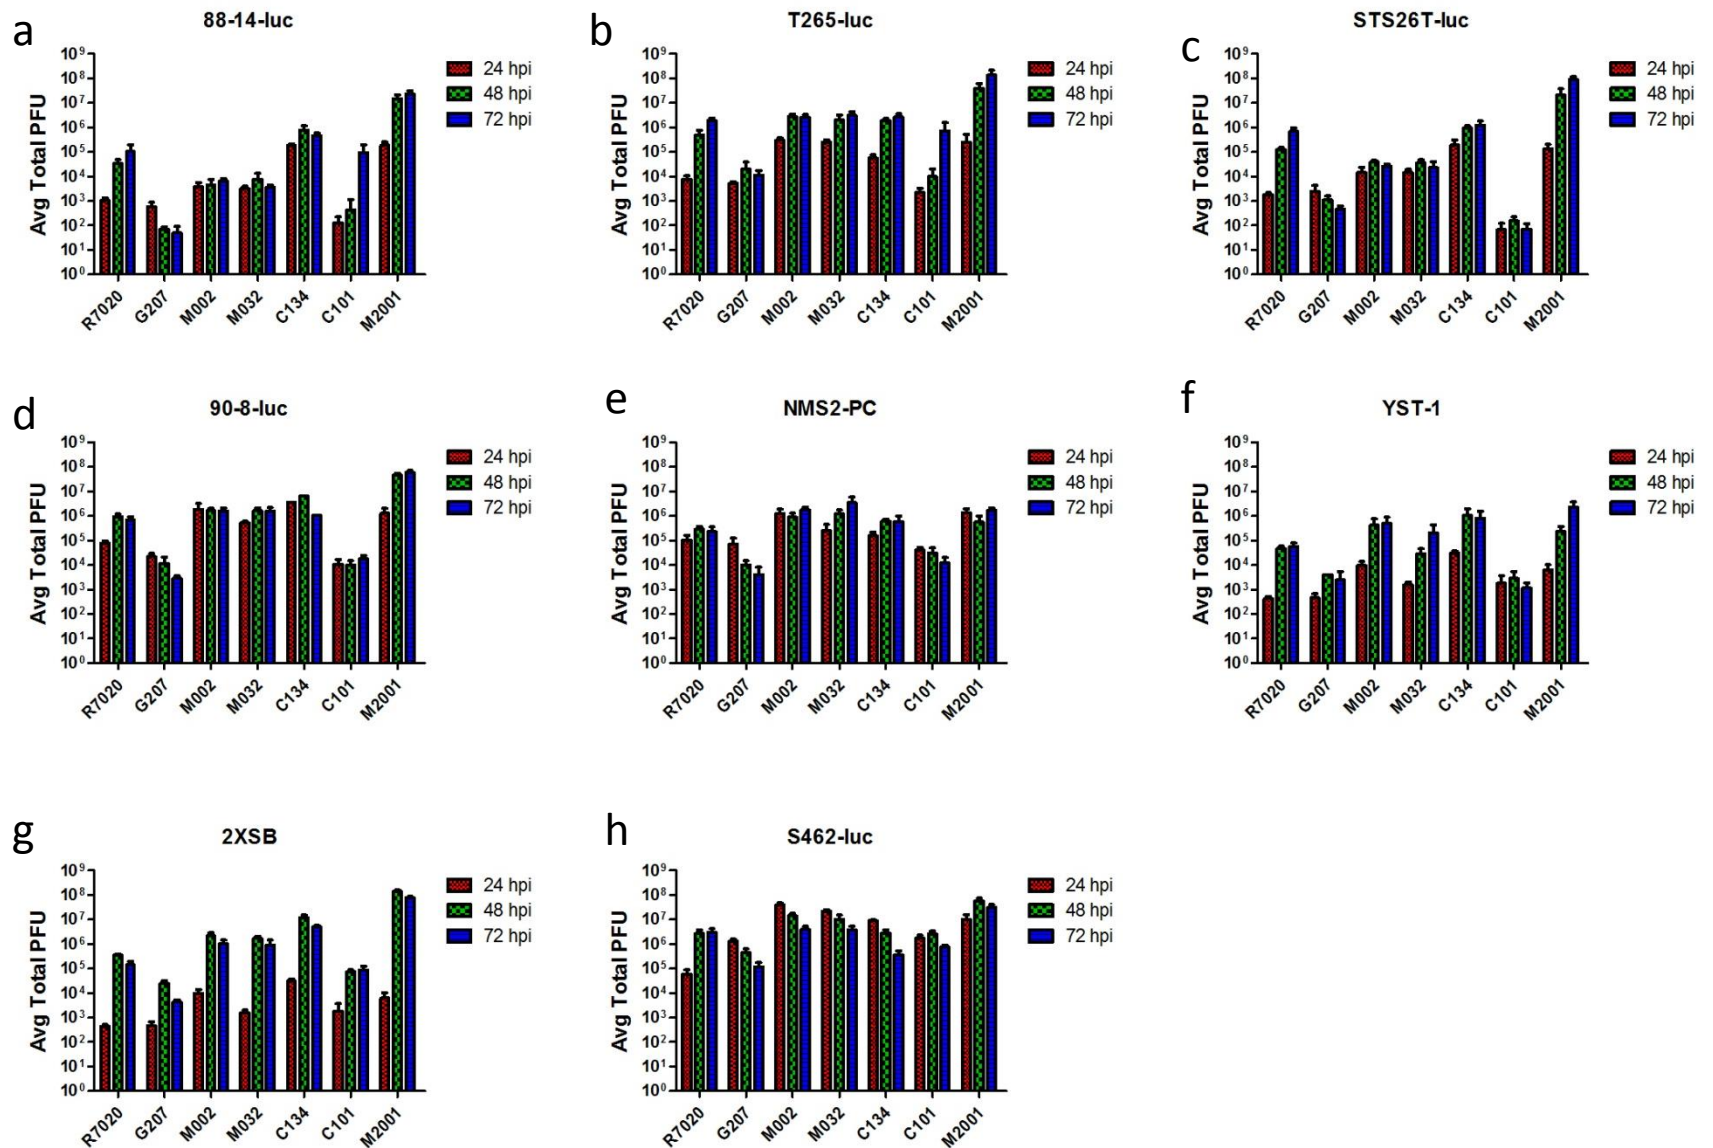 a
88-14-luc
Avg Total PFU
10⁹
10⁸
10⁷
10⁶
10⁵
10⁴
10³
10²
10¹
10⁰
R7020
G207
M002
M032
C134
C101
M2001
24 hpi
48 hpi
72 hpi
b
T265-luc
Avg Total PFU
10⁹
10⁸
10⁷
10⁶
10⁵
10⁴
10³
10²
10¹
10⁰
R7020
G207
M002
M032
C134
C101
M2001
24 hpi
48 hpi
72 hpi
c
STS26T-luc
Avg Total PFU
10⁹
10⁸
10⁷
10⁶
10⁵
10⁴
10³
10²
10¹
10⁰
R7020
G207
M002
M032
C134
C101
M2001
24 hpi
48 hpi
72 hpi
d
90-8-luc
Avg Total PFU
10⁹
10⁸
10⁷
10⁶
10⁵
10⁴
10³
10²
10¹
10⁰
R7020
G207
M002
M032
C134
C101
M2001
24 hpi
48 hpi
72 hpi
e
NMS2-PC
Avg Total PFU
10⁹
10⁸
10⁷
10⁶
10⁵
10⁴
10³
10²
10¹
10⁰
R7020
G207
M002
M032
C134
C101
M2001
24 hpi
48 hpi
72 hpi
f
YST-1
Avg Total PFU
10⁹
10⁸
10⁷
10⁶
10⁵
10⁴
10³
10²
10¹
10⁰
R7020
G207
M002
M032
C134
C101
M2001
24 hpi
48 hpi
72 hpi
g
2XSB
Avg Total PFU
10⁹
10⁸
10⁷
10⁶
10⁵
10⁴
10³
10²
10¹
10⁰
R7020
G207
M002
M032
C134
C101
M2001
24 hpi
48 hpi
72 hpi
h
S462-luc
Avg Total PFU
10⁹
10⁸
10⁷
10⁶
10⁵
10⁴
10³
10²
10¹
10⁰
R7020
G207
M002
M032
C134
C101
M2001
24 hpi
48 hpi
72 hpi